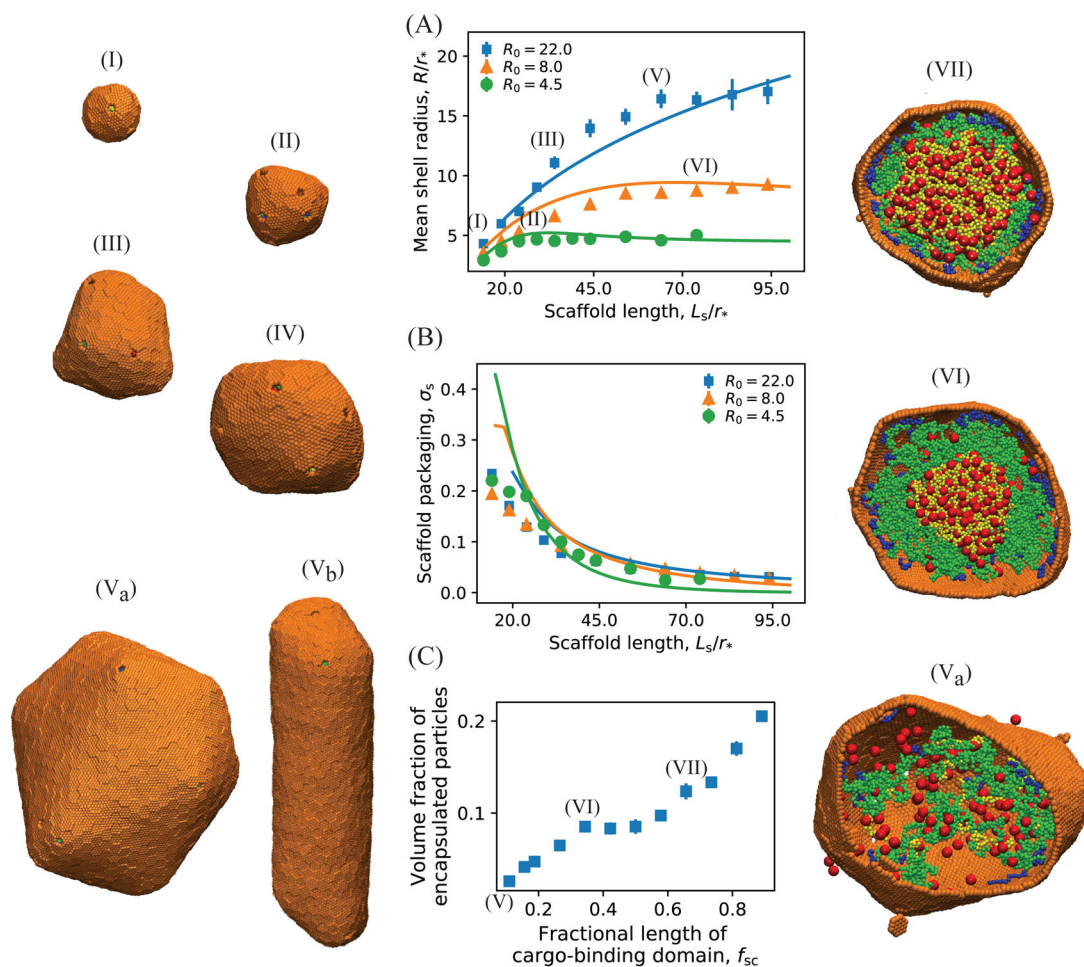 (A)
(I)
(II)
(III)
(IV)
(Vₐ)
(V_b)
Mean shell radius, R/r*
20
15
10
5
R₀ = 22.0
R₀ = 8.0
R₀ = 4.5
(I)
(II)
(III)
(V)
(VI)
20.0 45.0 70.0 95.0
Scaffold length, Lₛ/r*
(B)
Scaffold packaging, σₛ
0.4
0.3
0.2
0.1
0.0
R₀ = 22.0
R₀ = 8.0
R₀ = 4.5
20.0 45.0 70.0 95.0
Scaffold length, Lₛ/r*
(C)
Volume fraction of
encapsulated particles
0.2
0.1
(V)
(VI)
(VII)
0.2 0.4 0.6 0.8
Fractional length of
cargo-binding domain, f_sc
(VII)
(VI)
(Vₐ)